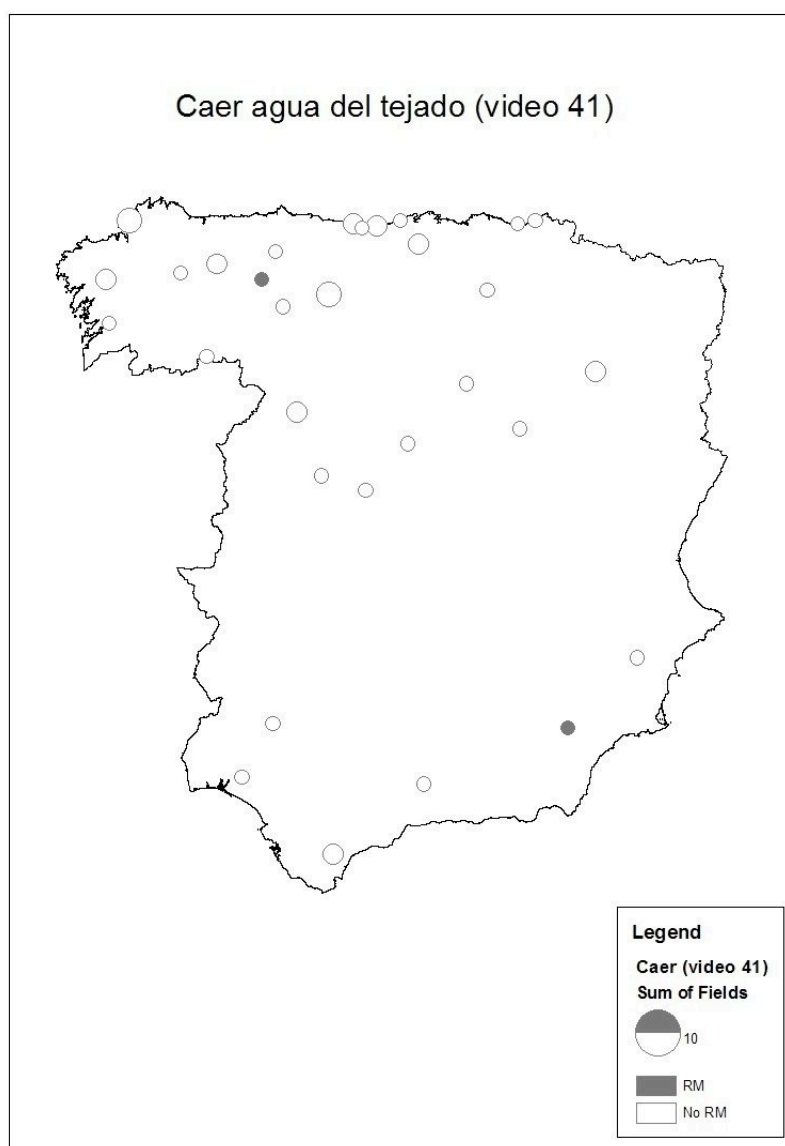 Caer agua del tejado (video 41)
Legend
Caer (video 41)
Sum of Fields
10
RM
No RM